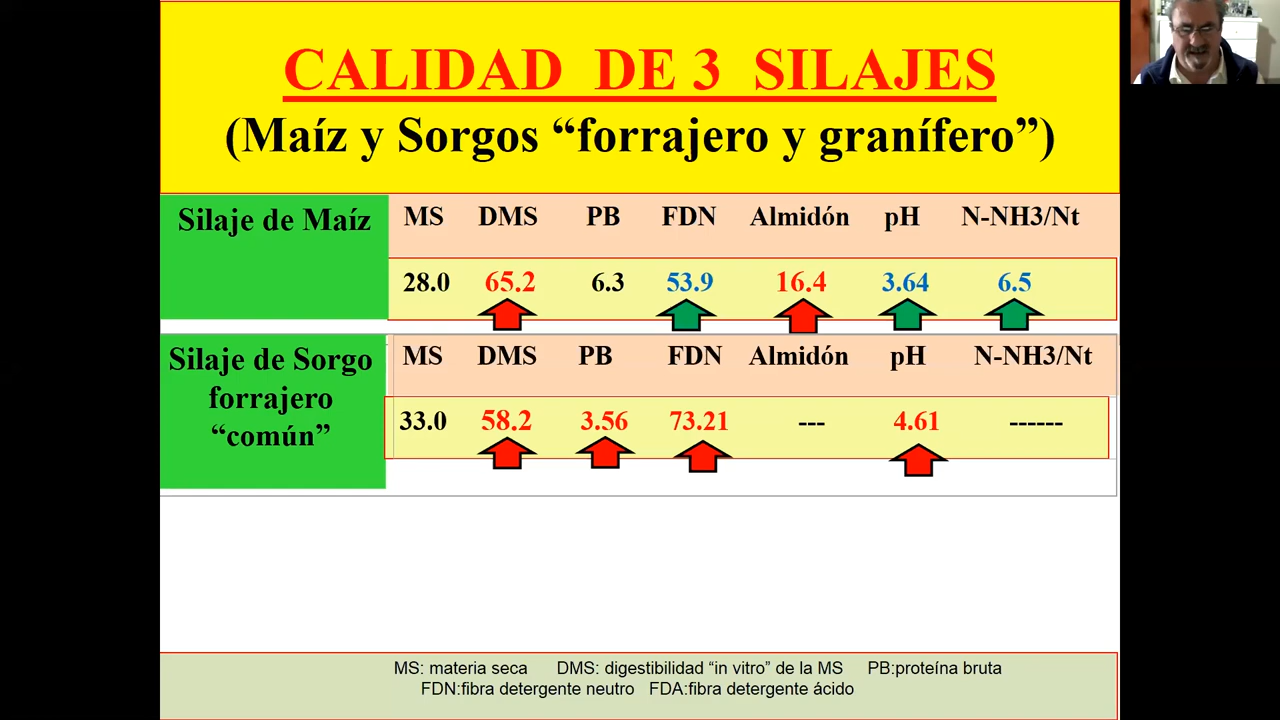 CALIDAD DE 3 SILAJES
(Maíz y Sorgos “forrajero y granífero”)
Silaje de Maíz
MS DMS PB FDN Almidón pH N-NH3/Nt
28.0 65.2 6.3 53.9 16.4 3.64 6.5
Silaje de Sorgo
forrajero
“común”
MS DMS PB FDN Almidón pH N-NH3/Nt
33.0 58.2 3.56 73.21 --- 4.61 ------
MS: materia seca DMS: digestibilidad “in vitro” de la MS PB:proteína bruta
FDN:fibra detergente neutro FDA:fibra detergente ácido